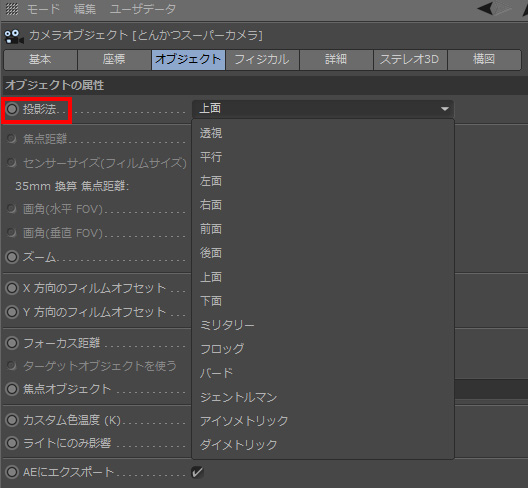 モード 編集 ユーザデータ
カメラオブジェクト [とんかつスーパーカメラ]
基本 座標 オブジェクト フィジカル 詳細 ステレオ3D 構図
オブジェクトの属性
投影法 . . . . . . . . . . . . . . 上面
透視
焦点距離 . . . . . . . . . . . .
平行
センサーサイズ(フィルムサイズ)
左面
35mm 換算 焦点距離:
画角(水平 FOV) . . . . . . . . 右面
前面
画角(垂直 FOV) . . . . . . . .
ズーム. . . . . . . . . . . . . . 後面
上面
X 方向のフィルムオフセット . . .
下面
Y 方向のフィルムオフセット . . .
ミリタリー
フォーカス距離 . . . . . . . . フロッグ
ターゲットオブジェクトを使う
バード
焦点オブジェクト . . . . . . .
ジェントルマン
カスタム色温度 (K). . . . . . アイソメトリック
ライトにのみ影響 . . . . . . . ダイメトリック
AEにエクスポート. . . . . . .